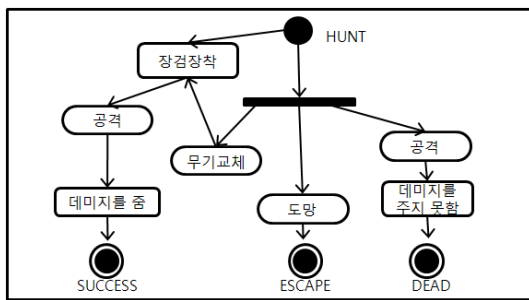 HUNT
장검장착
공격
무기교체
공격
데미지를 줌
도망
데미지를
주지 못함
SUCCESS
ESCAPE
DEAD